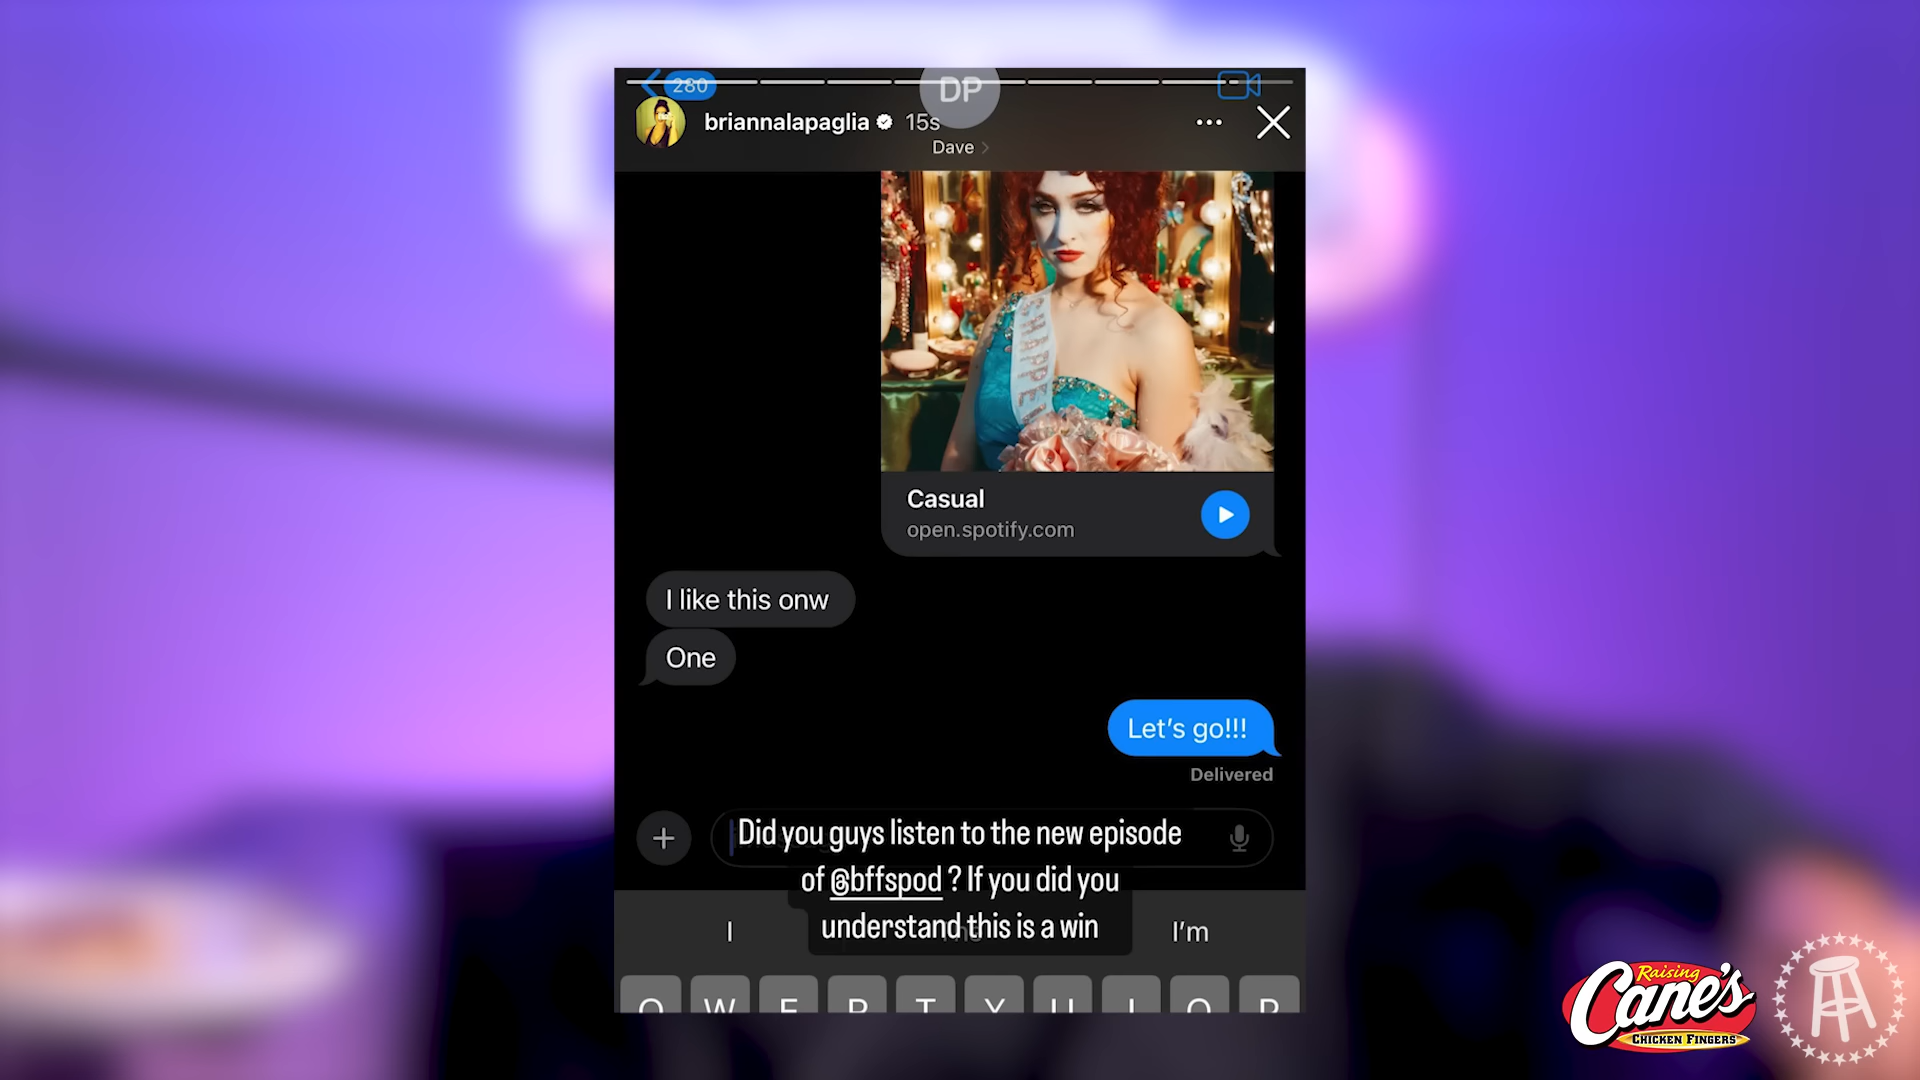 280
DP
briannalapaglia 15s
Dave
CHAPPELL
Casual
open.spotify.com
I like this onw
One
Let's go!!!
Delivered
Did you guys listen to the new episode
of @bffspod ? If you did you
understand this is a win
I
I'm
Q W E R T Y U I O P
Raising
Cane's
CHICKEN FINGERS